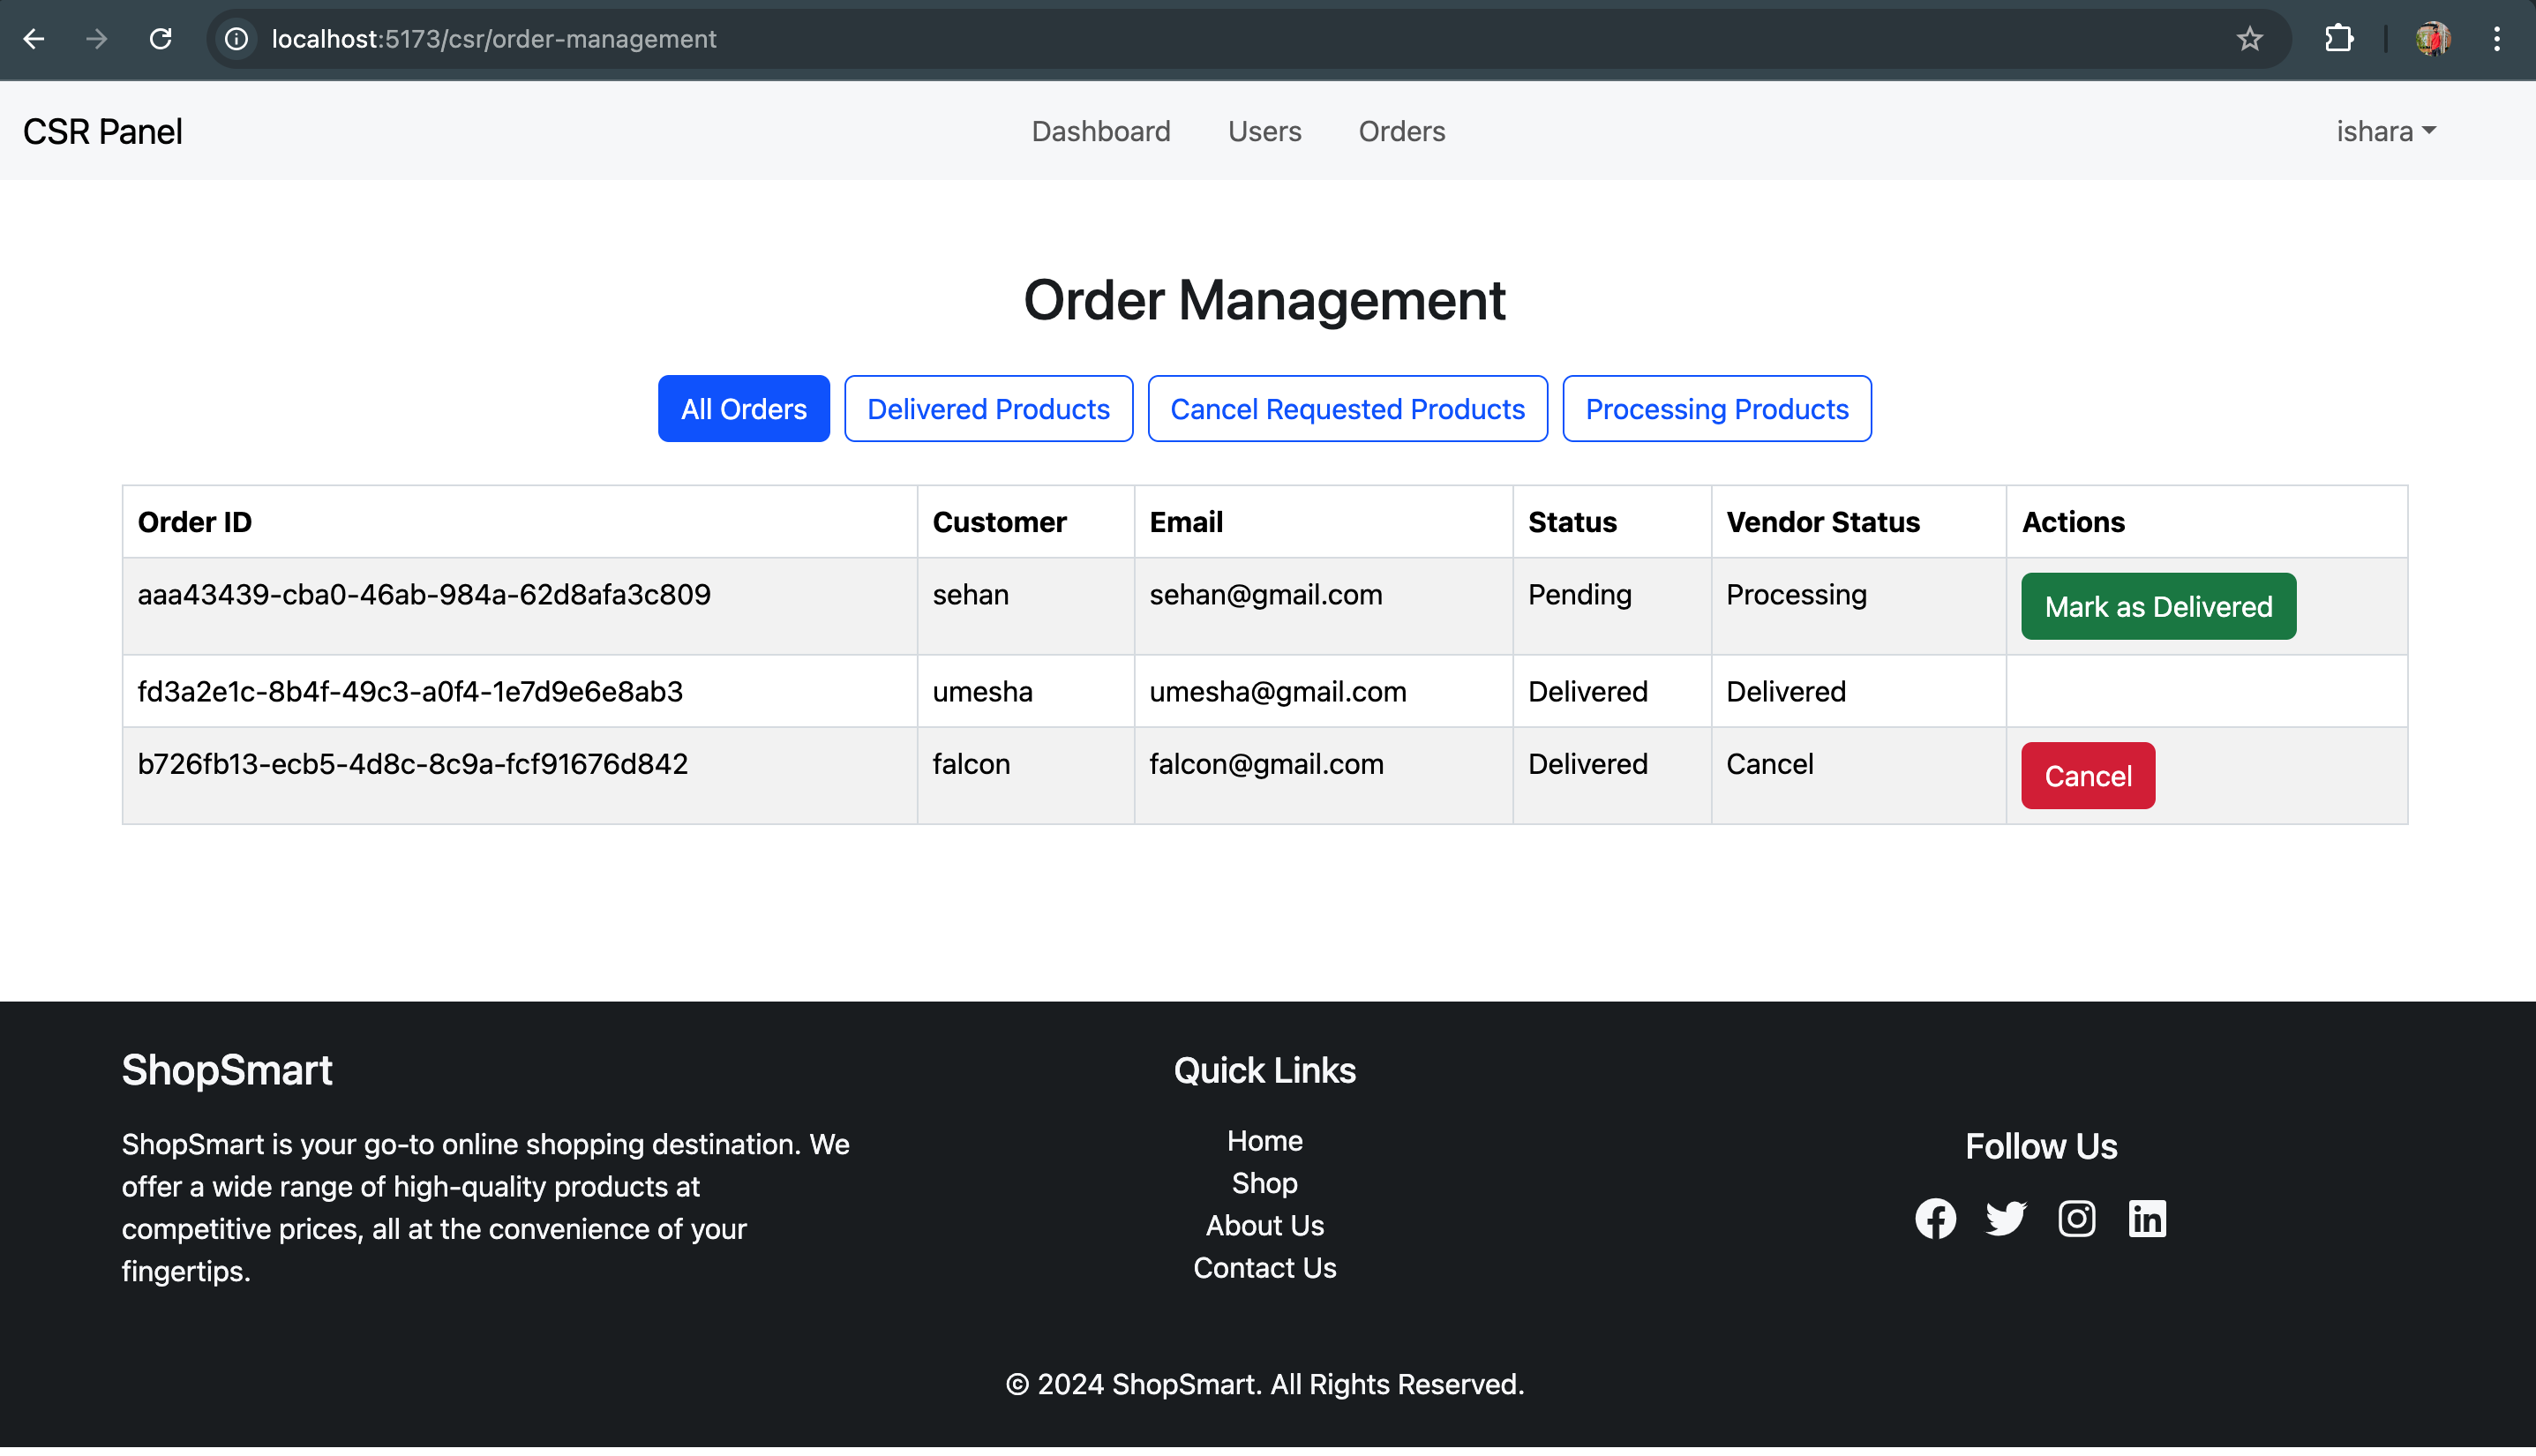 localhost:5173/csr/order-management
CSR Panel Dashboard Users Orders ishara
Order Management
All Orders Delivered Products Cancel Requested Products Processing Products
Order ID Customer Email Status Vendor Status Actions
aaa43439-cba0-46ab-984a-62d8afa3c809 sehan sehan@gmail.com Pending Processing Mark as Delivered
fd3a2e1c-8b4f-49c3-a0f4-1e7d9e6e8ab3 umesha umesha@gmail.com Delivered Delivered
b726fb13-ecb5-4d8c-8c9a-fcf91676d842 falcon falcon@gmail.com Delivered Cancel Cancel
ShopSmart
ShopSmart is your go-to online shopping destination. We
offer a wide range of high-quality products at
competitive prices, all at the convenience of your
fingertips.
Quick Links
Home
Shop
About Us
Contact Us
Follow Us
© 2024 ShopSmart. All Rights Reserved.